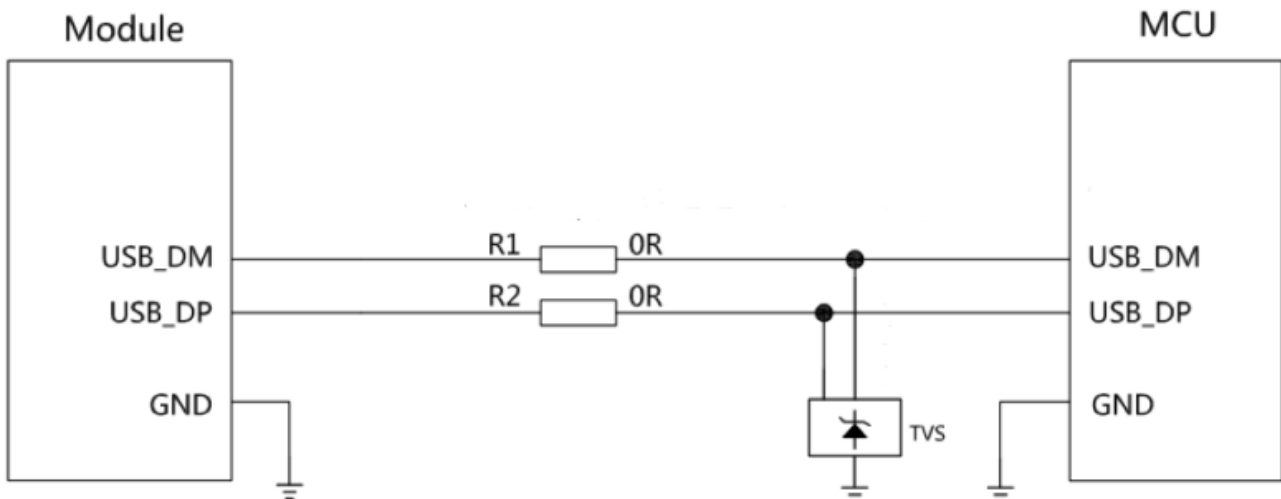 Module
MCU
R1 0R
USB_DM
USB_DM
R2 0R
USB_DP
USB_DP
GND
GND
TVS